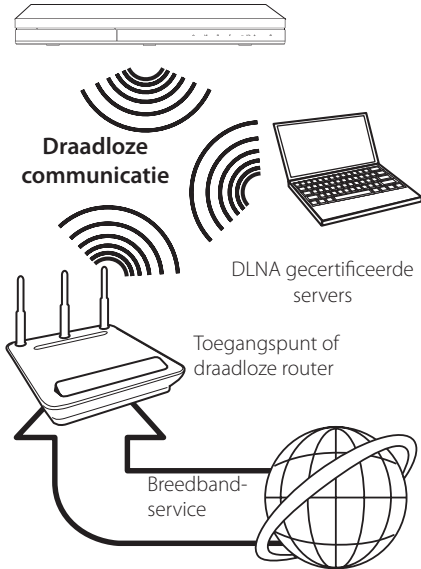 Draadloze
communicatie
DLNA gecertificeerde
servers
Toegangspunt of
draadloze router
Breedband-
service